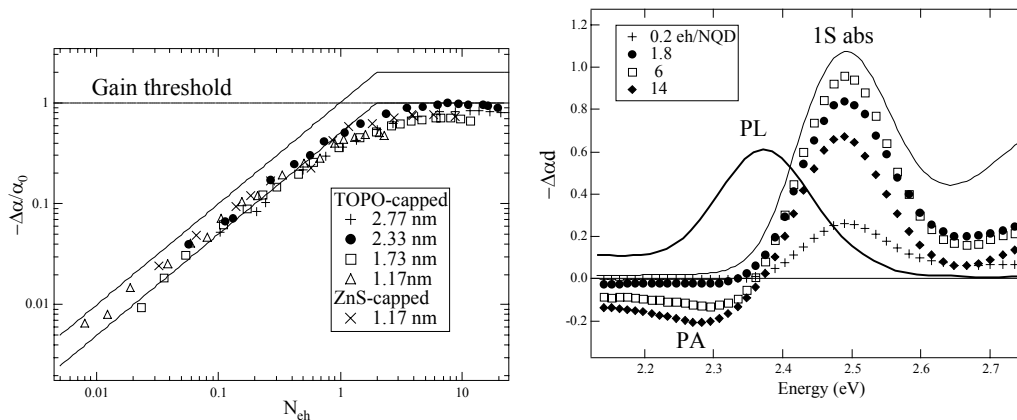 Gain threshold
1
0.1
0.01
−Δα/α0
TOPO-capped
2.77 nm
2.33 nm
1.73 nm
1.17nm
ZnS-capped
1.17 nm
0.01
0.1
1
10
Neh
-1.2
1.0
0.8
0.6
0.4
0.2
0.0
-0.2
−Δαd
0.2 eh/NQD
1.8
6
14
1S abs
PL
PA
2.2
2.3
2.4
2.5
2.6
2.7
Energy (eV)